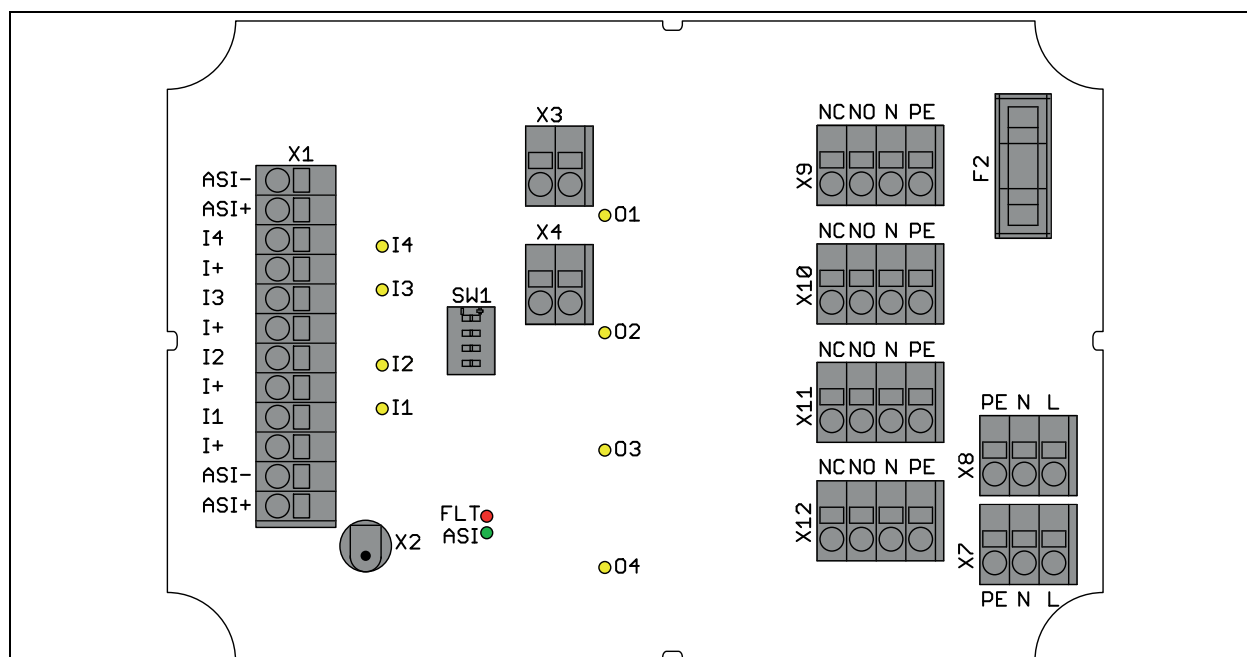 X1
ASI-
ASI+
I4
I+
I3
I+
I2
I+
I1
I+
ASI-
ASI+
X2
I4
I3
I2
I1
SW1
FLT
ASI
X3
X4
O1
O2
O3
O4
NC NO N PE
X9
NC NO N PE
X10
NC NO N PE
X11
NC NO N PE
X12
F2
PE N L
X8
X7
PE N L